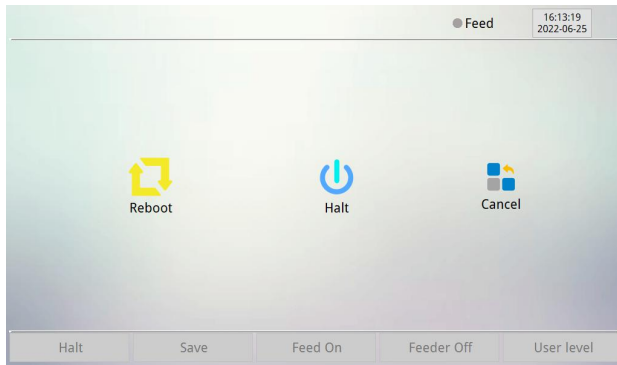 Feed
16:13:19
2022-06-25
Reboot
Halt
Cancel
Halt
Save
Feed On
Feeder Off
User level